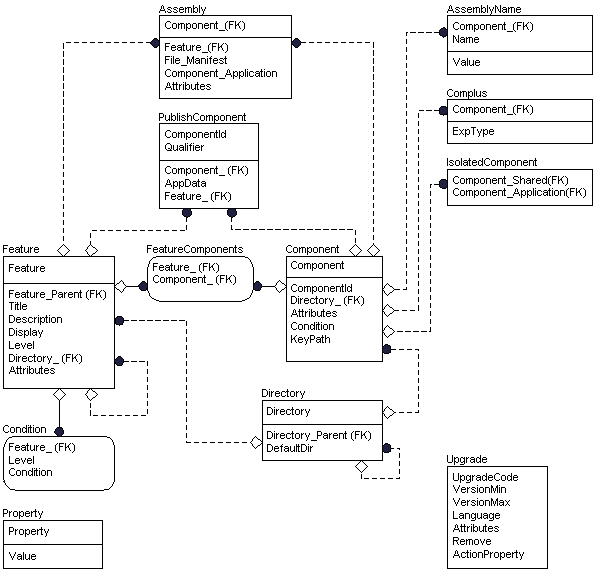 Assembly
Component_(FK)
Feature_(FK)
File_Manifest
Component_Application
Attributes
AssemblyName
Component_(FK)
Name
Value
Complus
Component_(FK)
ExpType
PublishComponent
ComponentId
Qualifier
Component_ (FK)
AppData
Feature_ (FK)
IsolatedComponent
Component_Shared(FK)
Component_Application(FK)
Feature
Feature
Feature_Parent (FK)
Title
Description
Display
Level
Directory_ (FK)
Attributes
FeatureComponents
Feature_ (FK)
Component_ (FK)
Component
Component
ComponentId
Directory_ (FK)
Attributes
Condition
KeyPath
Directory
Directory
Directory_Parent (FK)
DefaultDir
Condition
Feature_ (FK)
Level
Condition
Upgrade
UpgradeCode
VersionMin
VersionMax
Language
Attributes
Remove
ActionProperty
Property
Property
Value